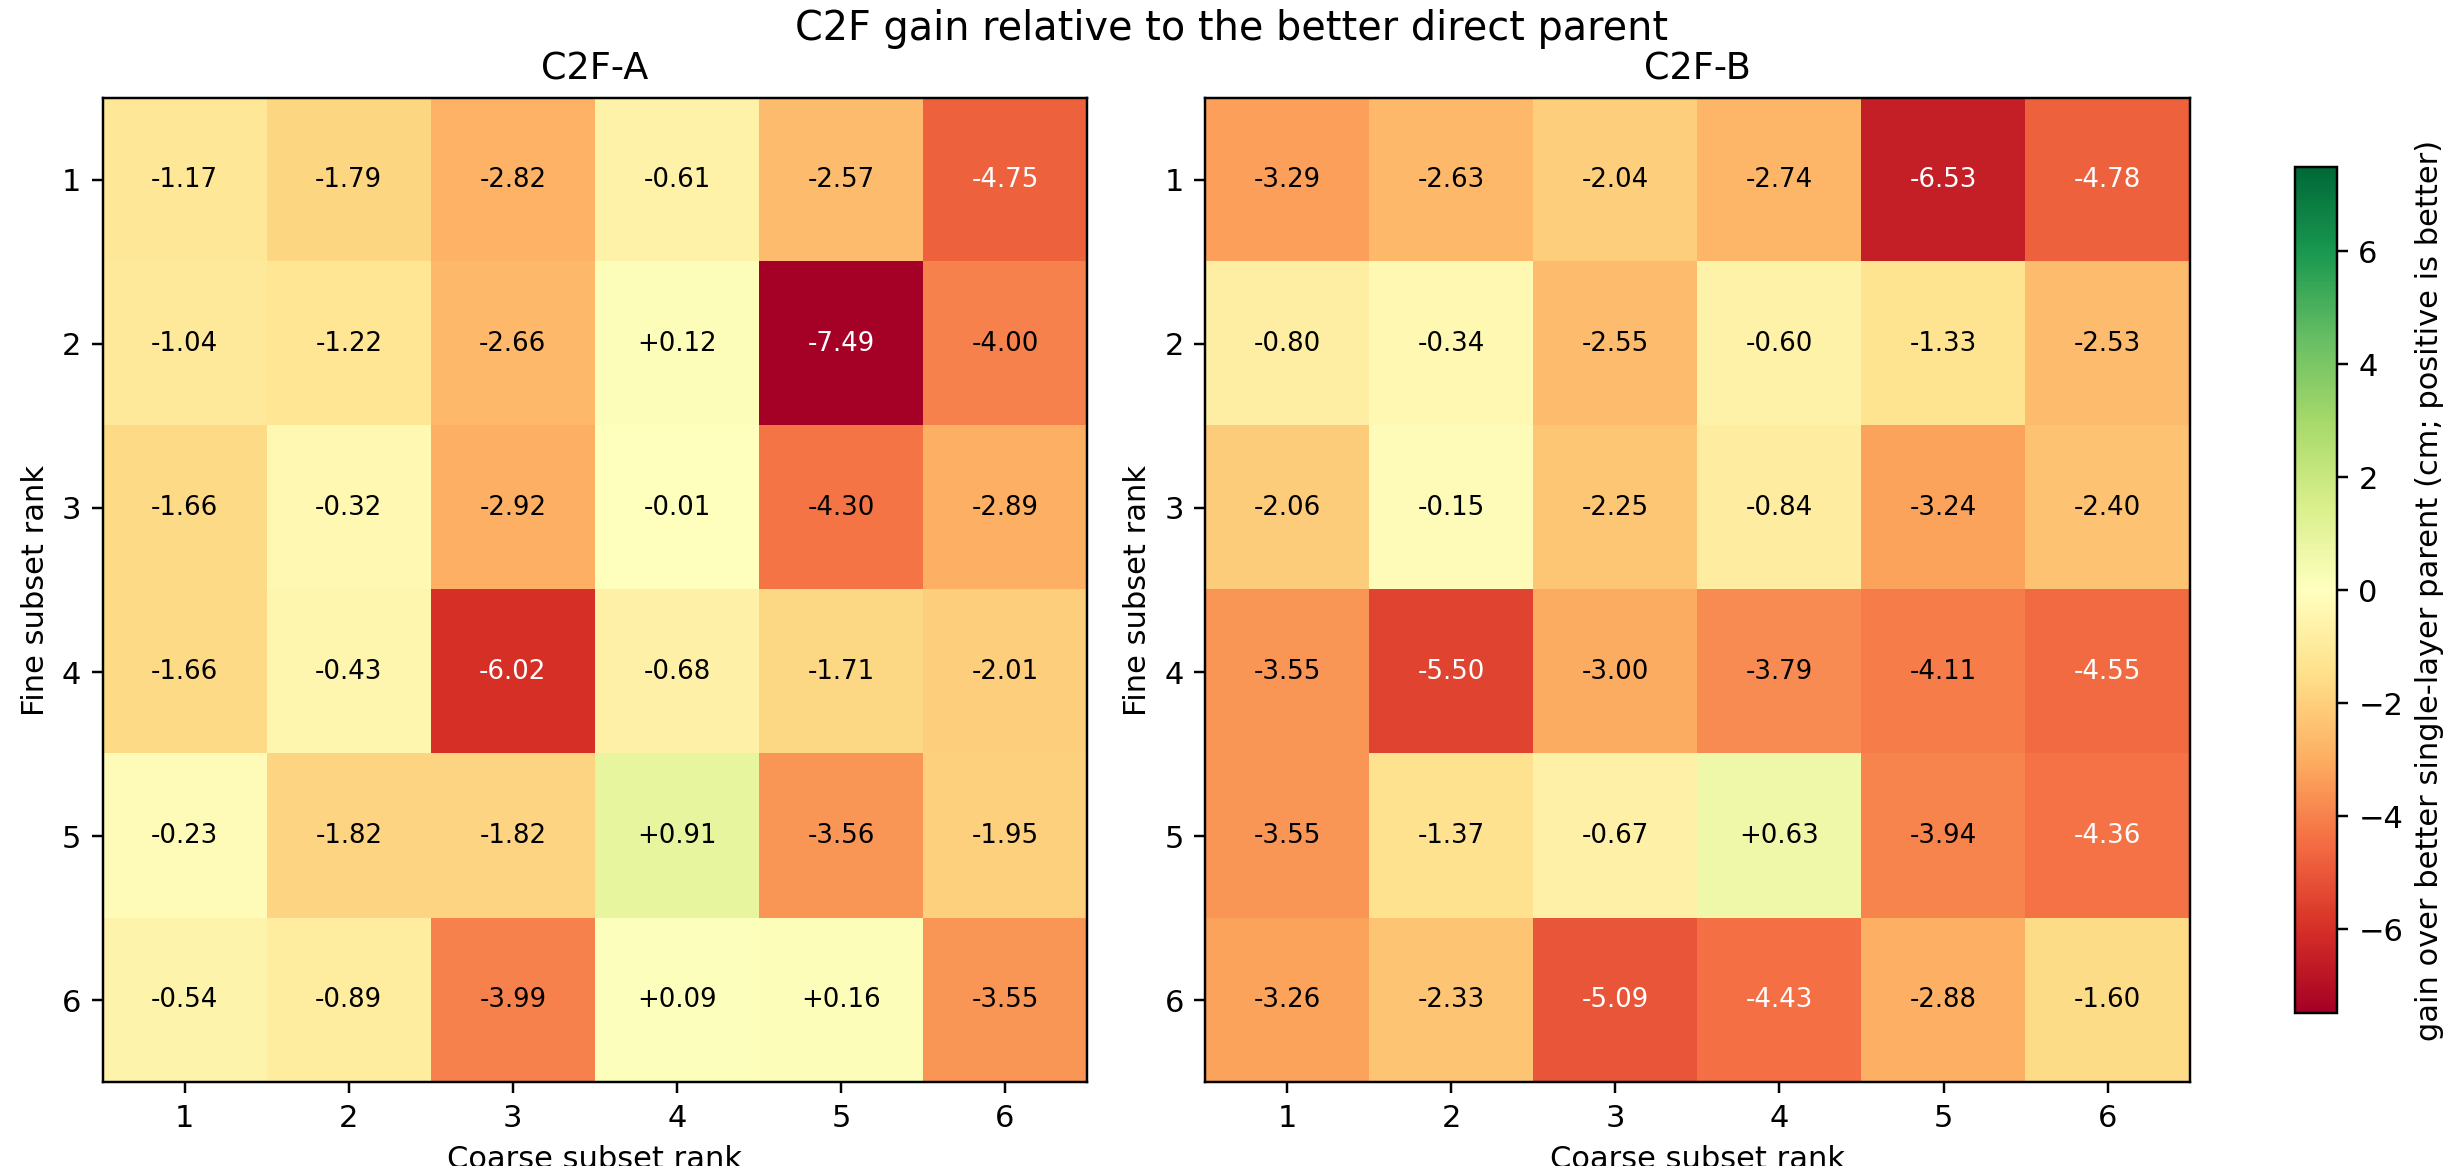 C2F gain relative to the better direct parent
C2F-A
1 -1.17 -1.79 -2.82 -0.61 -2.57 -4.75
2 -1.04 -1.22 -2.66 +0.12 -7.49 -4.00
3 -1.66 -0.32 -2.92 -0.01 -4.30 -2.89
4 -1.66 -0.43 -6.02 -0.68 -1.71 -2.01
5 -0.23 -1.82 -1.82 +0.91 -3.56 -1.95
6 -0.54 -0.89 -3.99 +0.09 +0.16 -3.55
1 2 3 4 5 6
Fine subset rank
Coarse subset rank
C2F-B
1 -3.29 -2.63 -2.04 -2.74 -6.53 -4.78
2 -0.80 -0.34 -2.55 -0.60 -1.33 -2.53
3 -2.06 -0.15 -2.25 -0.84 -3.24 -2.40
4 -3.55 -5.50 -3.00 -3.79 -4.11 -4.55
5 -3.55 -1.37 -0.67 +0.63 -3.94 -4.36
6 -3.26 -2.33 -5.09 -4.43 -2.88 -1.60
1 2 3 4 5 6
Fine subset rank
Coarse subset rank
6
4
2
0
−2
−4
−6
gain over better single-layer parent (cm; positive is better)